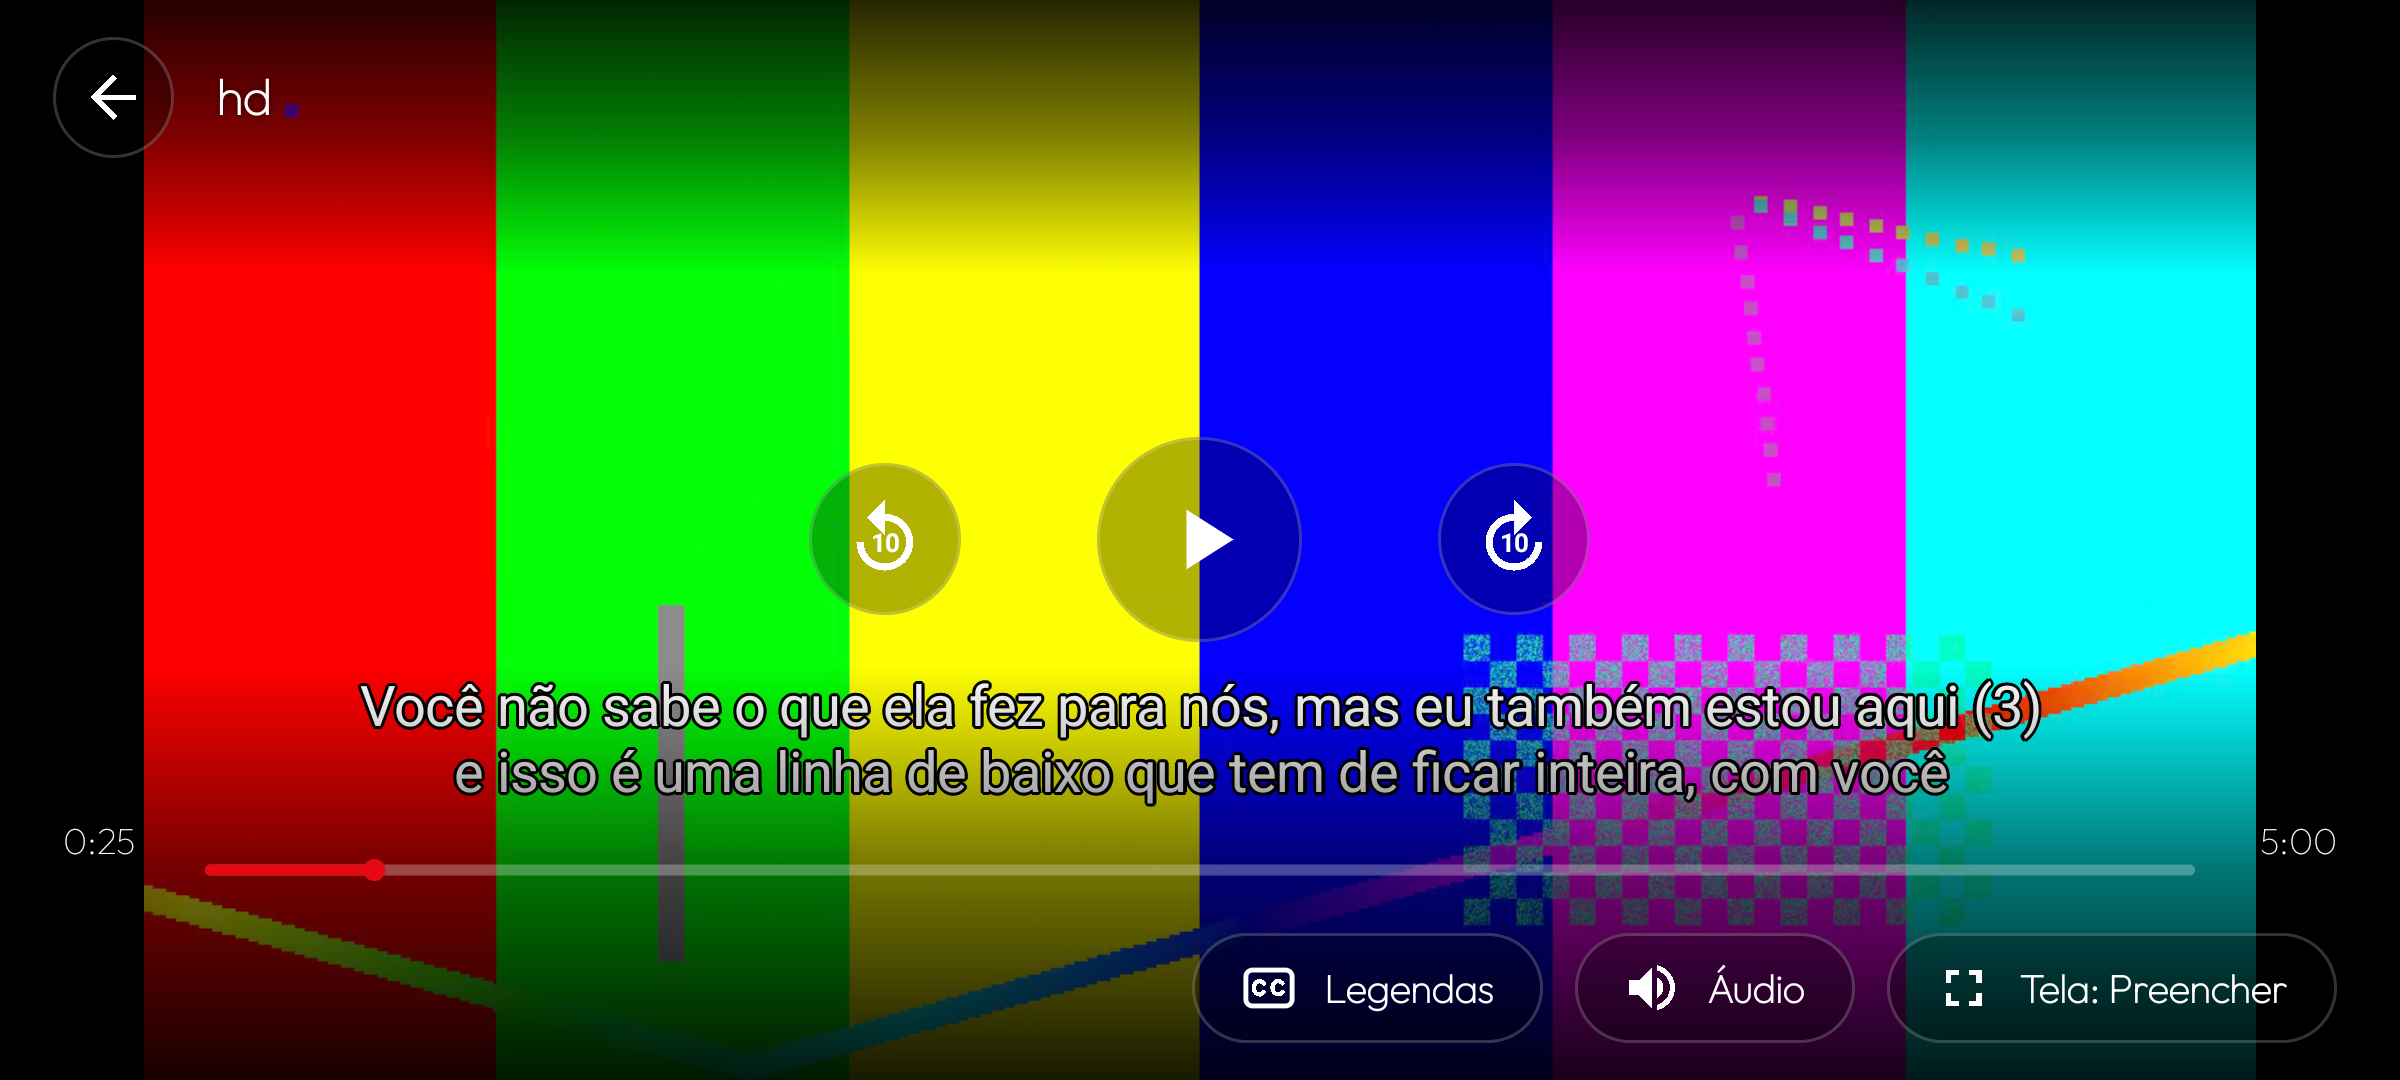 hd
10
10
Você não sabe o que ela fez para nós, mas eu também estou aqui (3)
e isso é uma linha de baixo que tem de ficar inteira, com você
0:25
5:00
CC Legendas
Áudio
Tela: Preencher